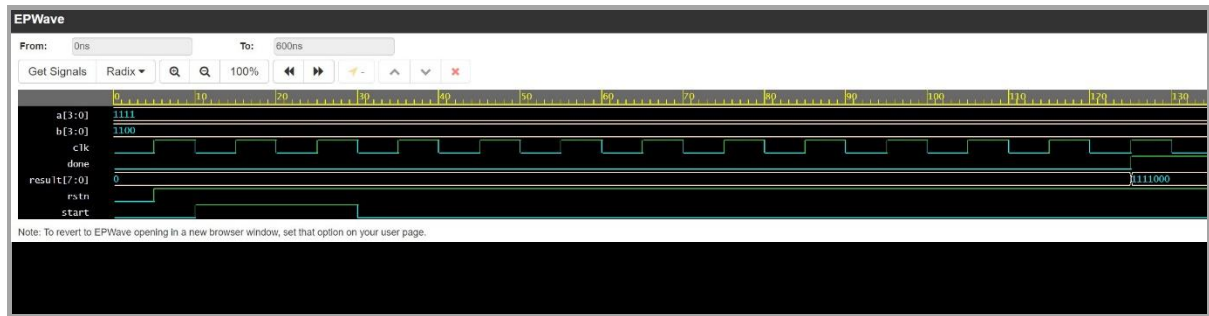 EPWave
From: 0ns To: 600ns
Get Signals Radix 100% -
0 10 20 30 40 50 60 70 80 90 100 110 120 130
a[3:0] 1111
b[3:0] 1100
clk
done
result[7:0] 0 1111000
rstn
start
Note: To revert to EPWave opening in a new browser window, set that option on your user page.